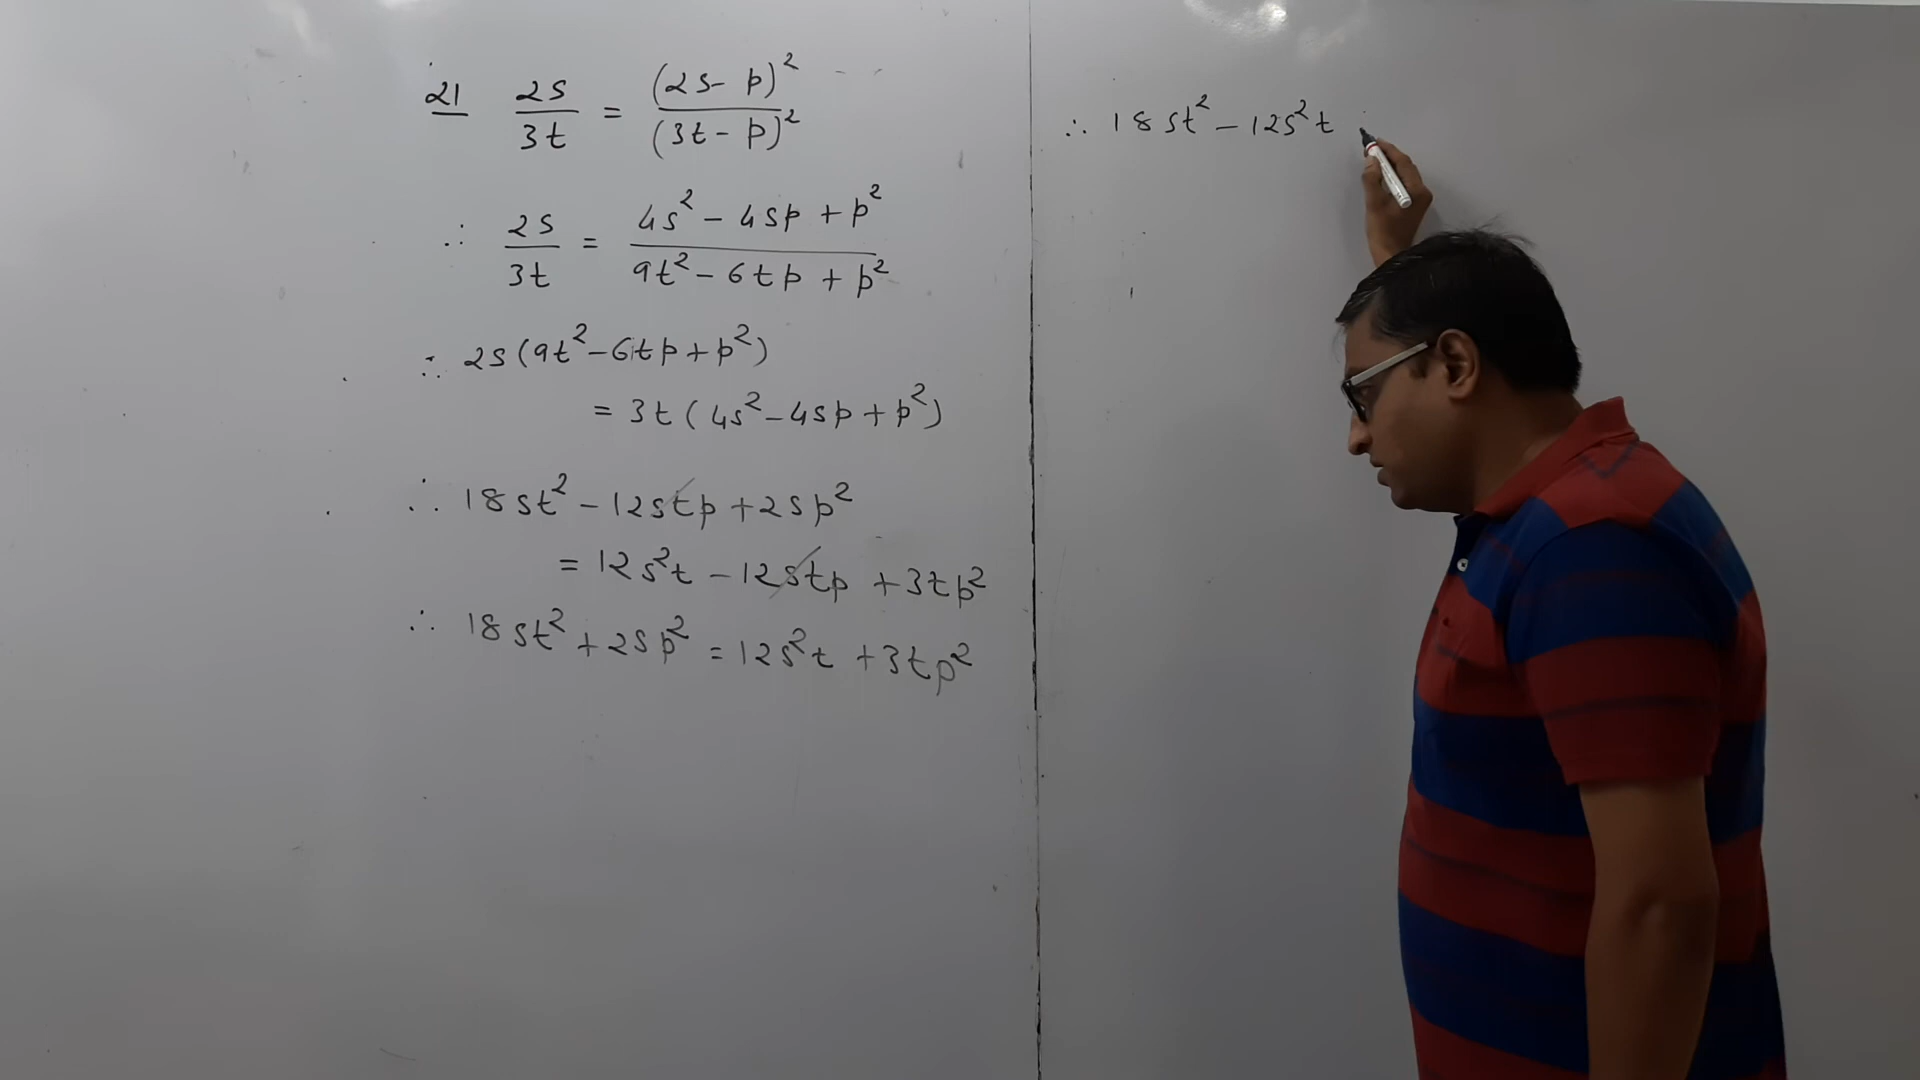 21 2s/3t = (2s - p)²/(3t - p)²
∴ 2s/3t = 4s² - 4sp + p²/9t² - 6tp + p²
∴ 2s(9t² - 6tp + p²)
= 3t(4s² - 4sp + p²)
∴ 18st² - 12stp + 2sp²
= 12s²t - 12stp + 3tp²
∴ 18st² + 2sp² = 12s²t + 3tp²
∴ 18st² - 12s²t